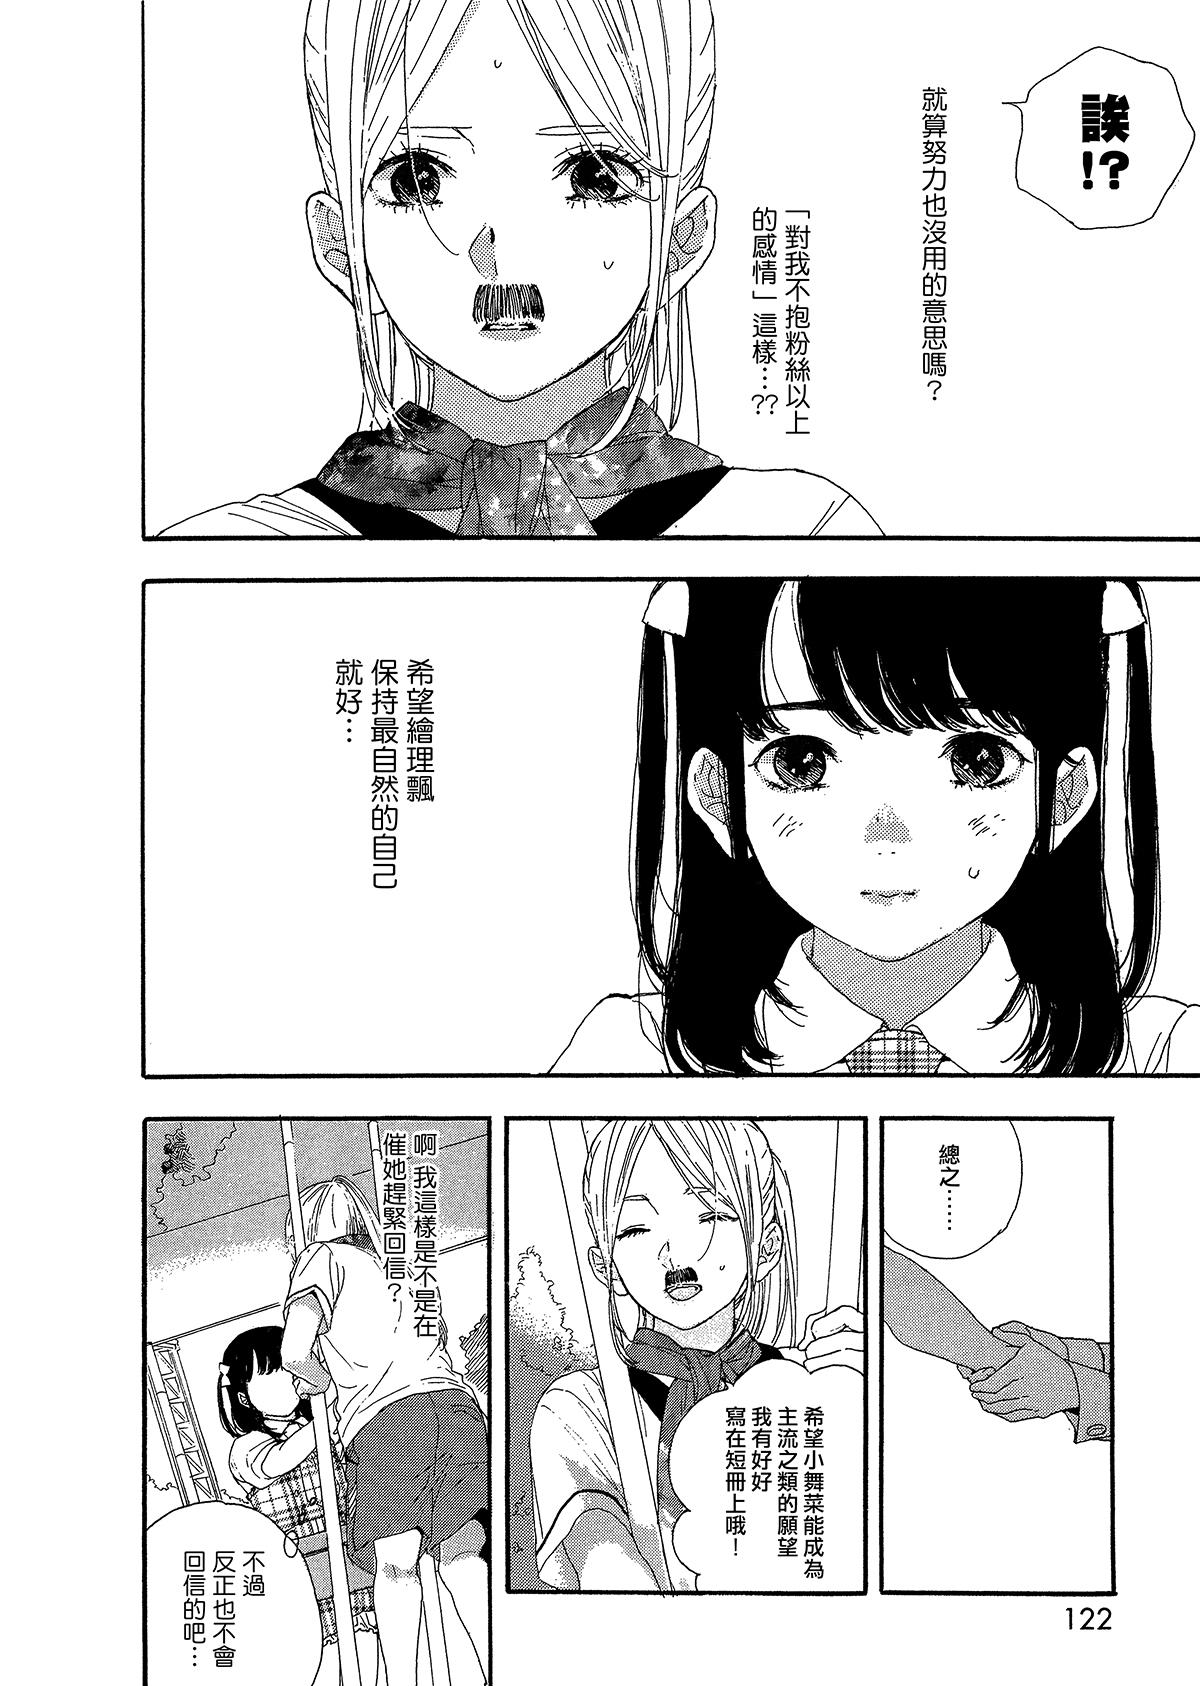 誒!?
就算努力也沒用的意思嗎？
「對我不抱粉絲以上
的感情」這樣…??
希望繪理飄
保持最自然的自己
就好…
總之……
希望小舞菜能成為
主流之類的願望
我有好好
寫在短冊上哦！
啊 我這樣是不是在
催她趕緊回信？
不過
反正也不會
回信的吧…
122